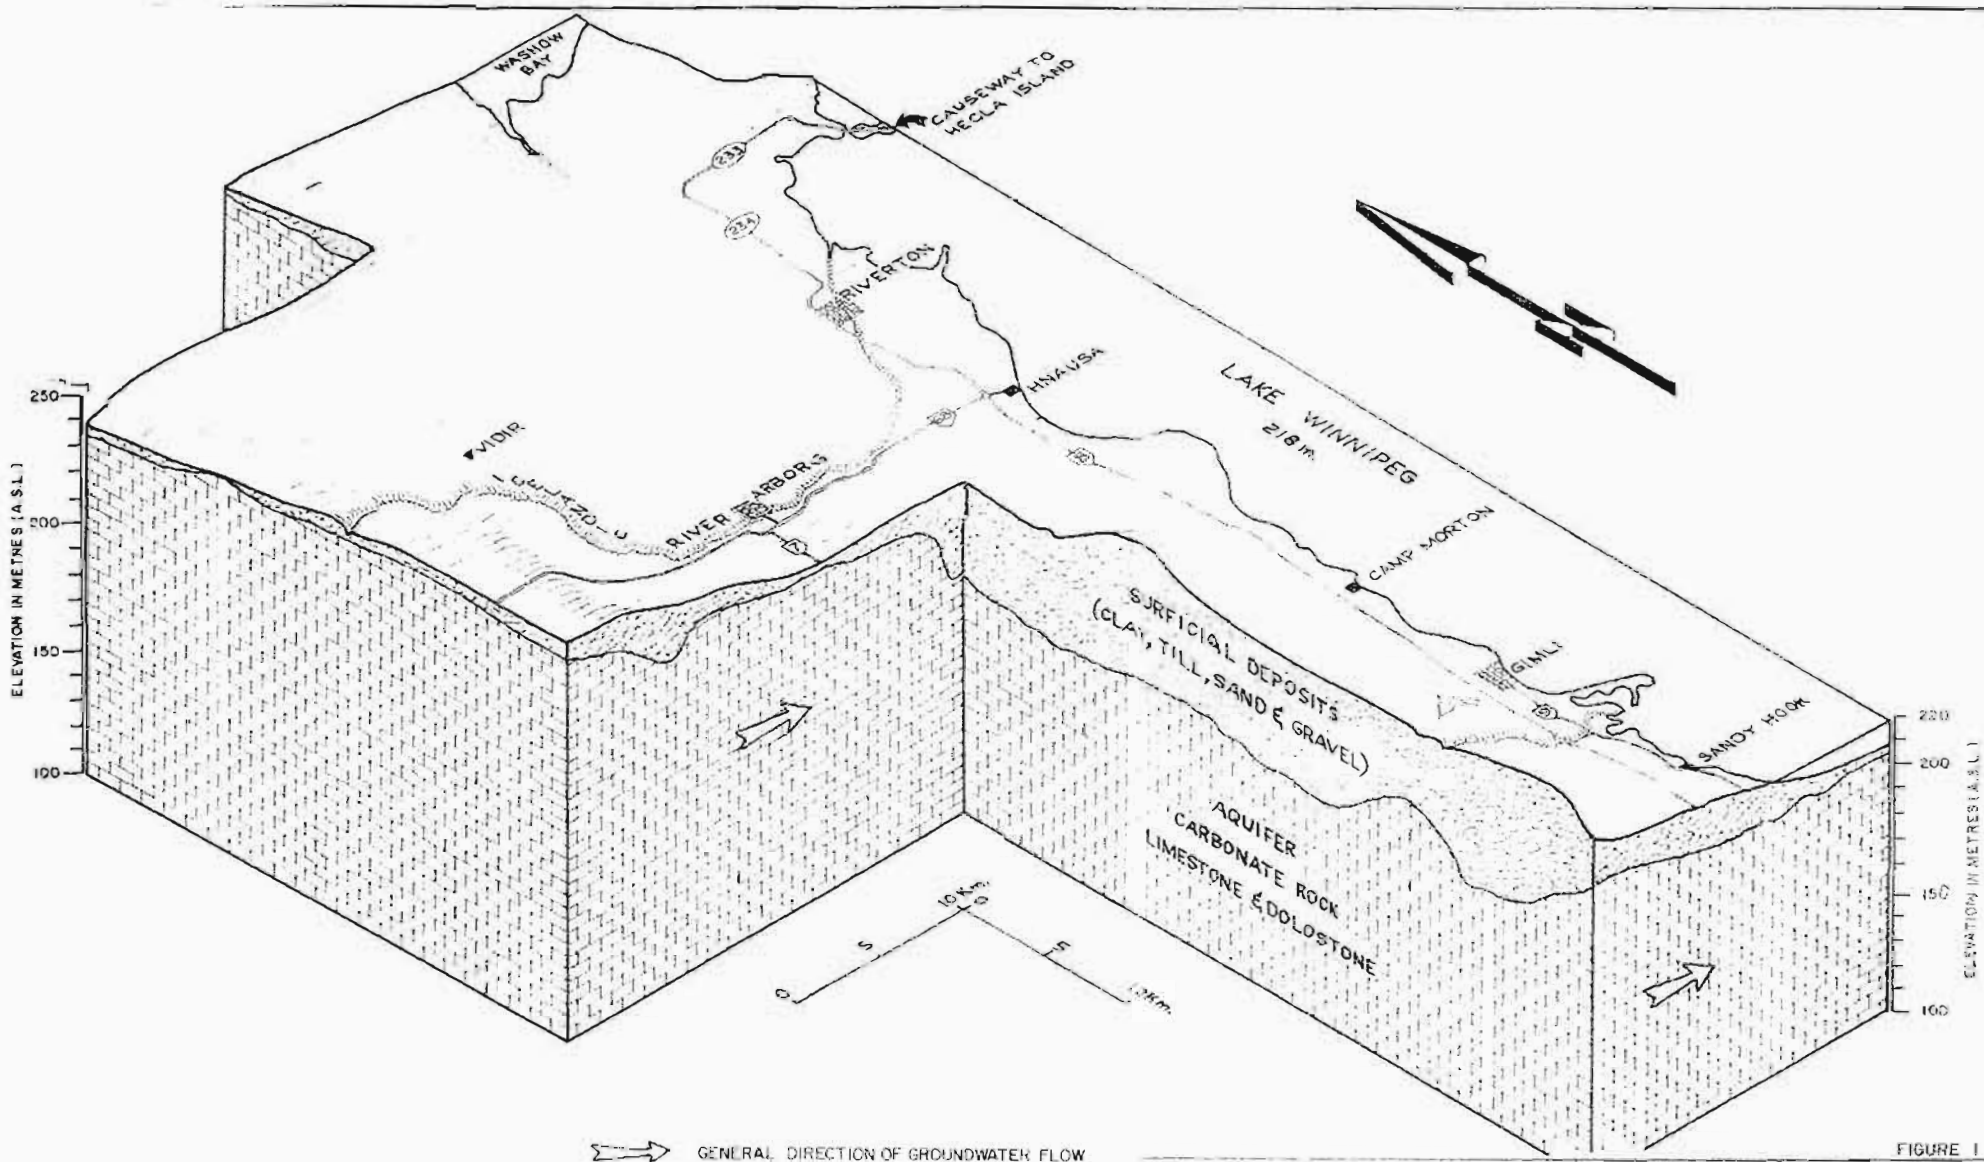 WASHOW
BAY
CAUSEWAY TO
HECLA ISLAND
233
234
RIVERTON
HNAUSA
LAKE WINNIPEG
218 m.
VIDIR
ICELANDIC RIVER
ARBORG
7
CAMP MORTON
GIMLI
SANDY HOOK
SURFICIAL DEPOSITS
(CLAY, TILL, SAND & GRAVEL)
AQUIFER
CARBONATE ROCK
LIMESTONE & DOLOSTONE
250
200
150
100
ELEVATION IN METRES (A.S.L.)
220
200
150
100
ELEVATION IN METRES (A.S.L.)
0
5
10 Km.
0
5
10 Km.
GENERAL DIRECTION OF GROUNDWATER FLOW
FIGURE 1